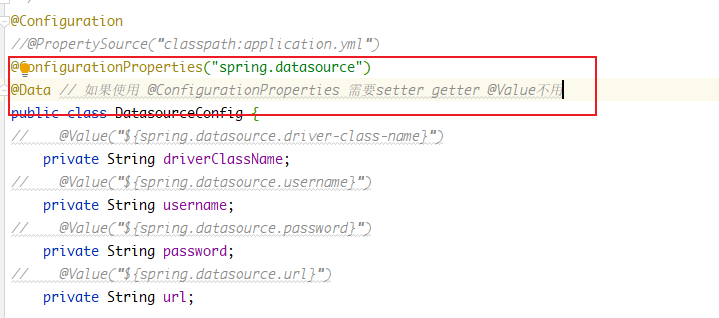 @Configuration
//@PropertySource("classpath:application.yml")
@ConfigurationProperties("spring.datasource")
@Data // 如果使用 @ConfigurationProperties 需要setter getter @Value不用
public class DatasourceConfig {
// @Value("${spring.datasource.driver-class-name}")
private String driverClassName;
// @Value("${spring.datasource.username}")
private String username;
// @Value("${spring.datasource.password}")
private String password;
// @Value("${spring.datasource.url}")
private String url;